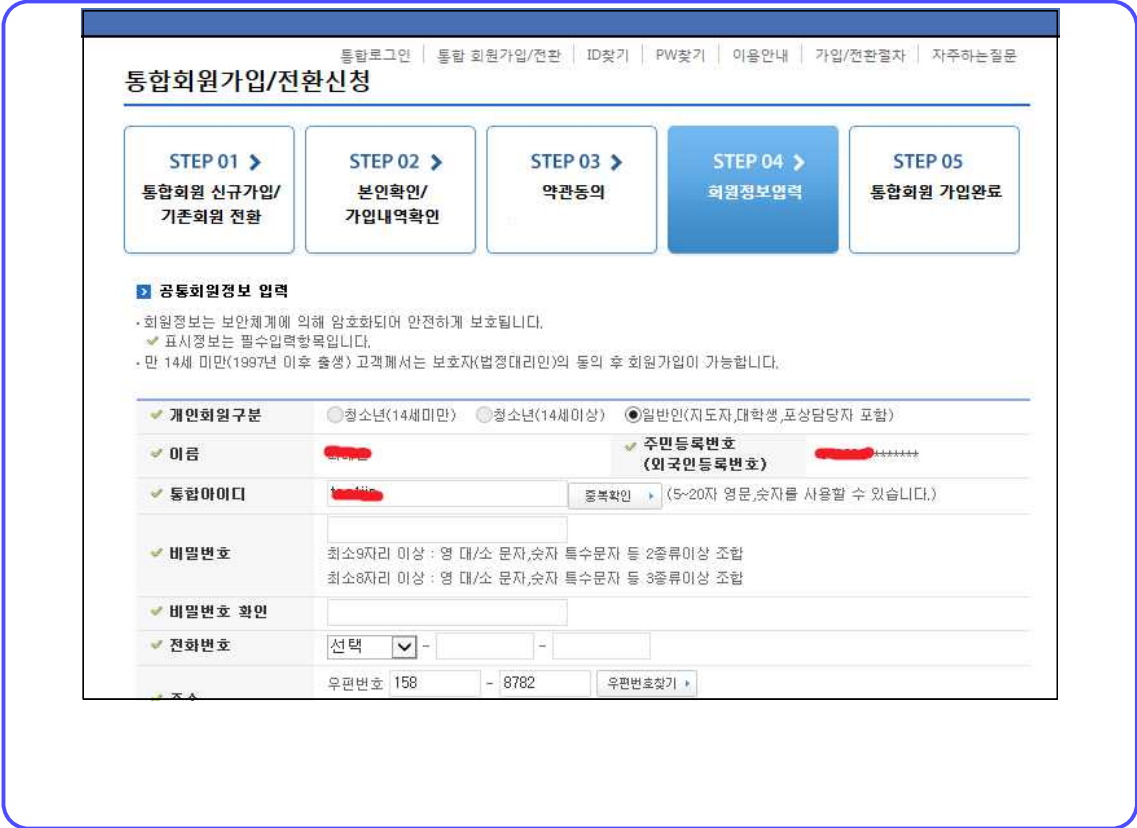 통합로그인 | 통합 회원가입/전환 | ID찾기 | PW찾기 | 이용안내 | 가입/전환절차 | 자주하는질문
통합회원가입/전환신청
STEP 01 STEP 02 STEP 03 STEP 04 STEP 05
통합회원 신규가입/ 본인확인/ 약관동의 회원정보입력 통합회원 가입완료
기존회원 전환 가입내역확인
공통회원정보 입력
· 회원정보는 보안체계에 의해 암호화되어 안전하게 보호됩니다.
표시정보는 필수입력항목입니다.
· 만 14세 미만(1997년 이후 출생) 고객께서는 보호자(법정대리인)의 동의 후 회원가입이 가능합니다.
개인회원구분 청소년(14세미만) 청소년(14세이상) 일반인(지도자,대학생,포상담당자 포함)
이름 주민등록번호
(외국인등록번호) *******
통합아이디 중복확인 (5~20자 영문,숫자를 사용할 수 있습니다.)
비밀번호
최소9자리 이상 : 영 대/소 문자,숫자 특수문자 등 2종류이상 조합
최소8자리 이상 : 영 대/소 문자,숫자 특수문자 등 3종류이상 조합
비밀번호 확인
전화번호 선택 - -
우편번호 158 - 8782 우편번호찾기